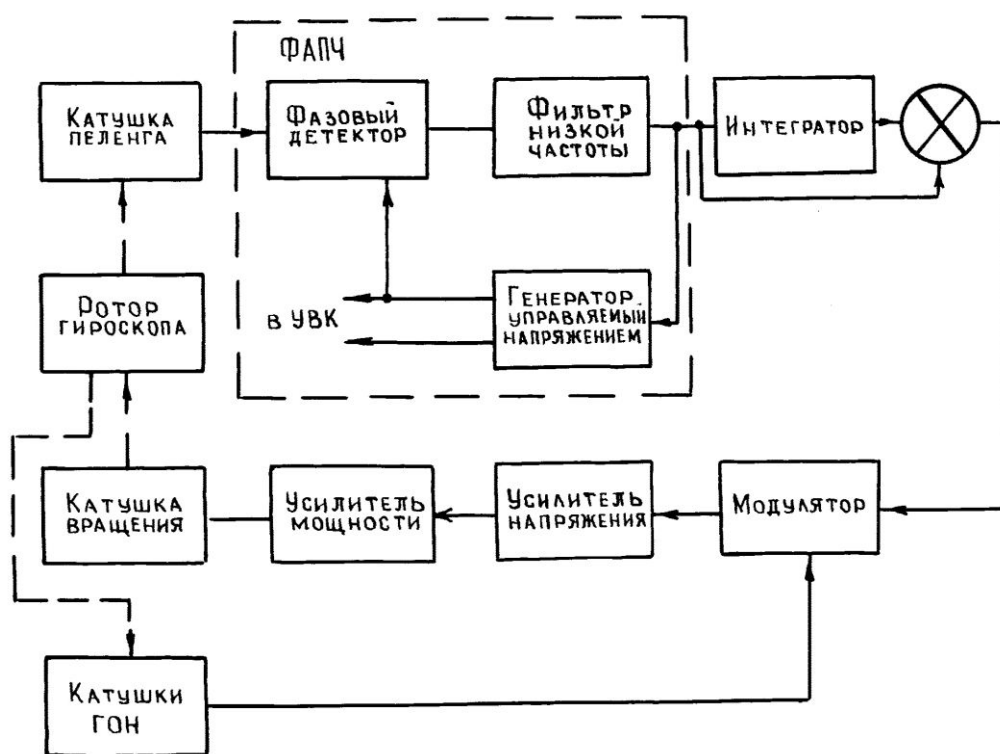 ФАПЧ
Катушка
пеленга
Фазовый
детектор
Фильтр
низкой
частоты
Интегратор
Ротор
гироскопа
в УВК
Генератор,
управляемый
напряжением
Катушка
вращения
Усилитель
мощности
Усилитель
напряжения
Модулятор
Катушки
ГОН